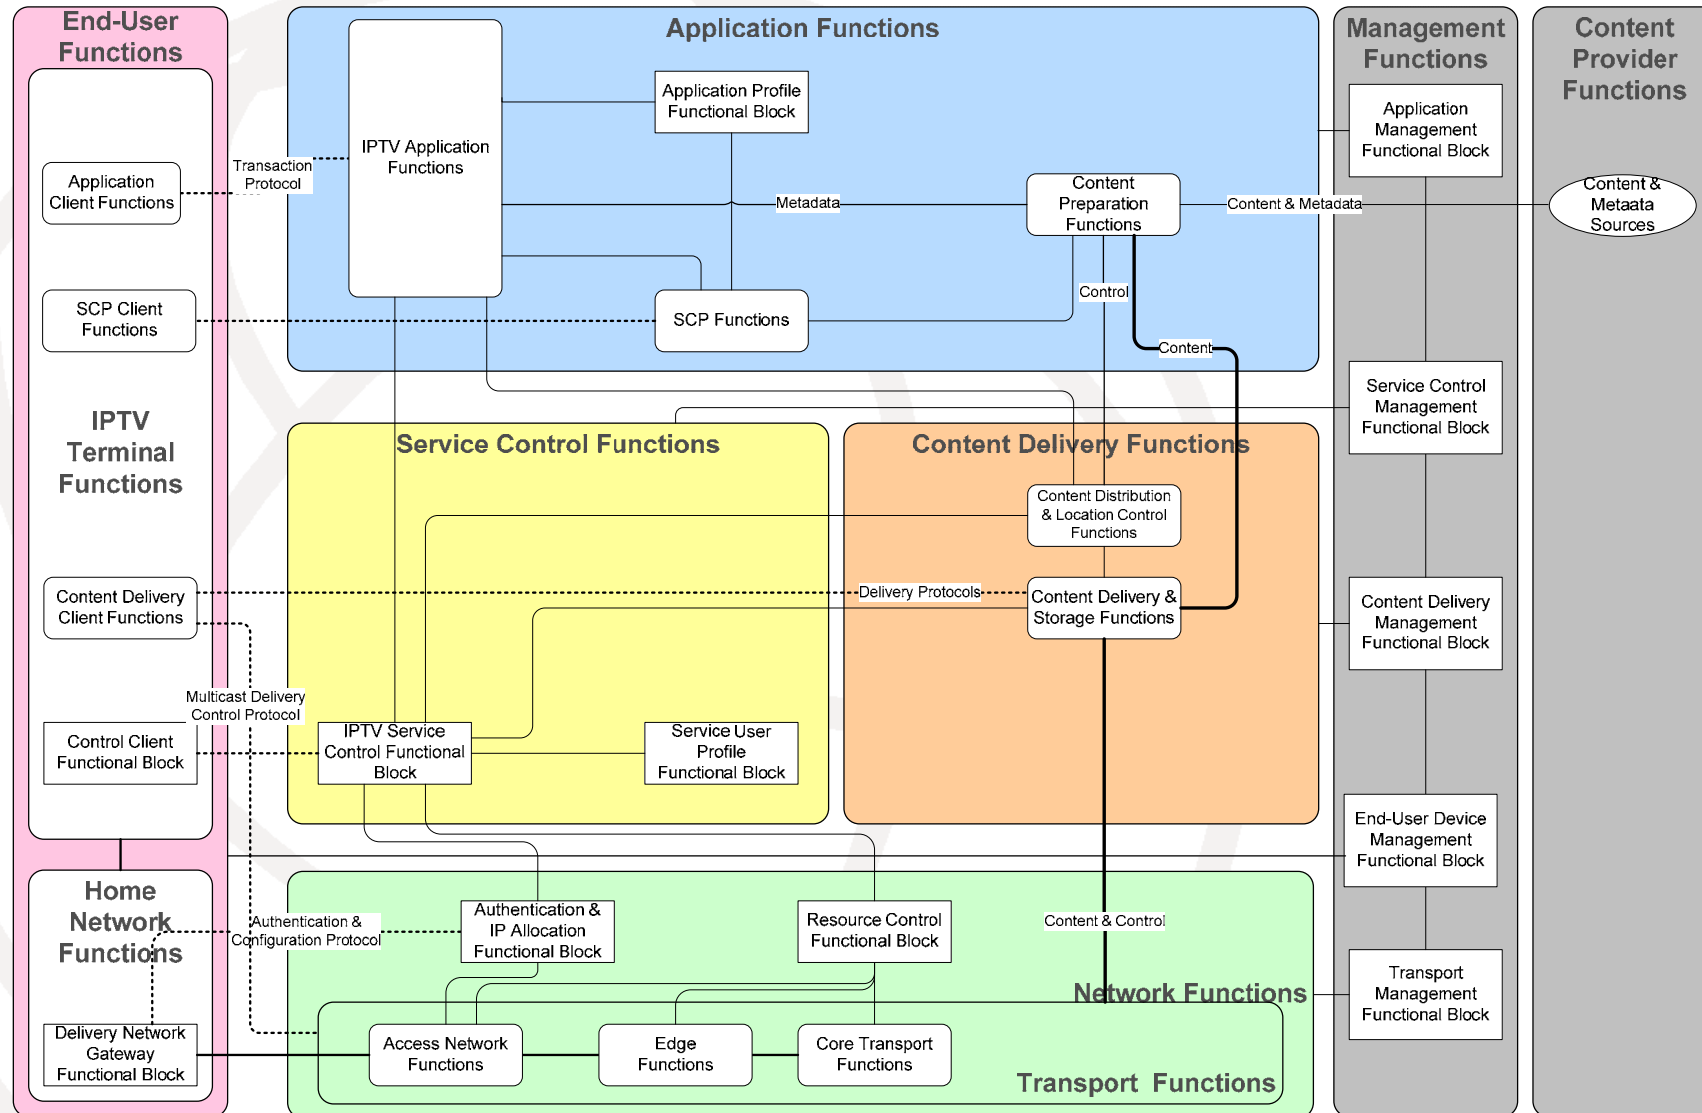 End-User
Functions
Application Functions
Management
Functions
Content
Provider
Functions
IPTV Application
Functions
Application Profile
Functional Block
Application
Management
Functional Block
Application
Client Functions
Transaction
Protocol
Metadata
Content
Preparation
Functions
Content & Metadata
Content &
Metaata
Sources
SCP Client
Functions
SCP Functions
Control
Content
IPTV
Terminal
Functions
Service Control
Management
Functional Block
Service Control Functions
Content Delivery Functions
Content Distribution
& Location Control
Functions
Content Delivery
Client Functions
Delivery Protocols
Content Delivery &
Storage Functions
Content Delivery
Management
Functional Block
Multicast Delivery
Control Protocol
Control Client
Functional Block
IPTV Service
Control Functional
Block
Service User
Profile
Functional Block
End-User Device
Management
Functional Block
Home
Network
Functions
Authentication &
Configuration Protocol
Authentication &
IP Allocation
Functional Block
Resource Control
Functional Block
Content & Control
Network Functions
Transport
Management
Functional Block
Delivery Network
Gateway
Functional Block
Access Network
Functions
Edge
Functions
Core Transport
Functions
Transport Functions